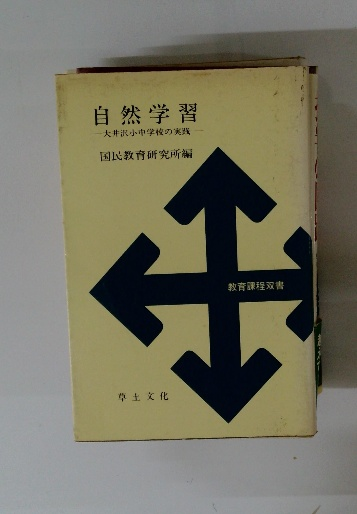 自然学習
―大井沢小中学校の実践―
国民教育研究所編
教育課程双書
草土文化